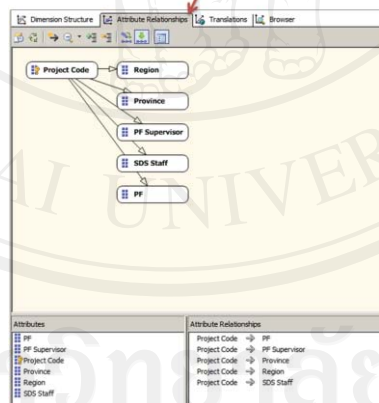 Dimension Structure Attribute Relationships Translations Browser
Project Code
Region
Province
PF Supervisor
SDS Staff
PF
AI UNIVER
Attributes
PF
PF Supervisor
Project Code
Province
Region
SDS Staff
Attribute Relationships
Project Code PF
Project Code PF Supervisor
Project Code Province
Project Code Region
Project Code SDS Staff